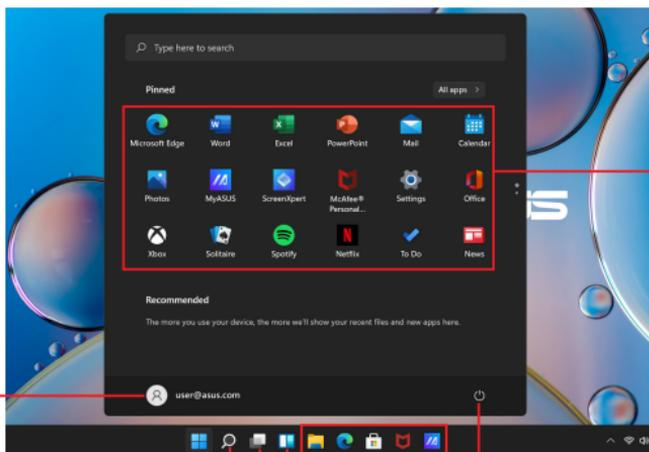 Type here to search
Pinned
All apps >
Microsoft Edge Word Excel PowerPoint Mail Calendar
Photos MyASUS ScreenXpert McAfee® Personal... Settings Office
Xbox Solitaire Spotify Netflix To Do News
Recommended
The more you use your device, the more we'll show your recent files and new apps here.
user@asus.com